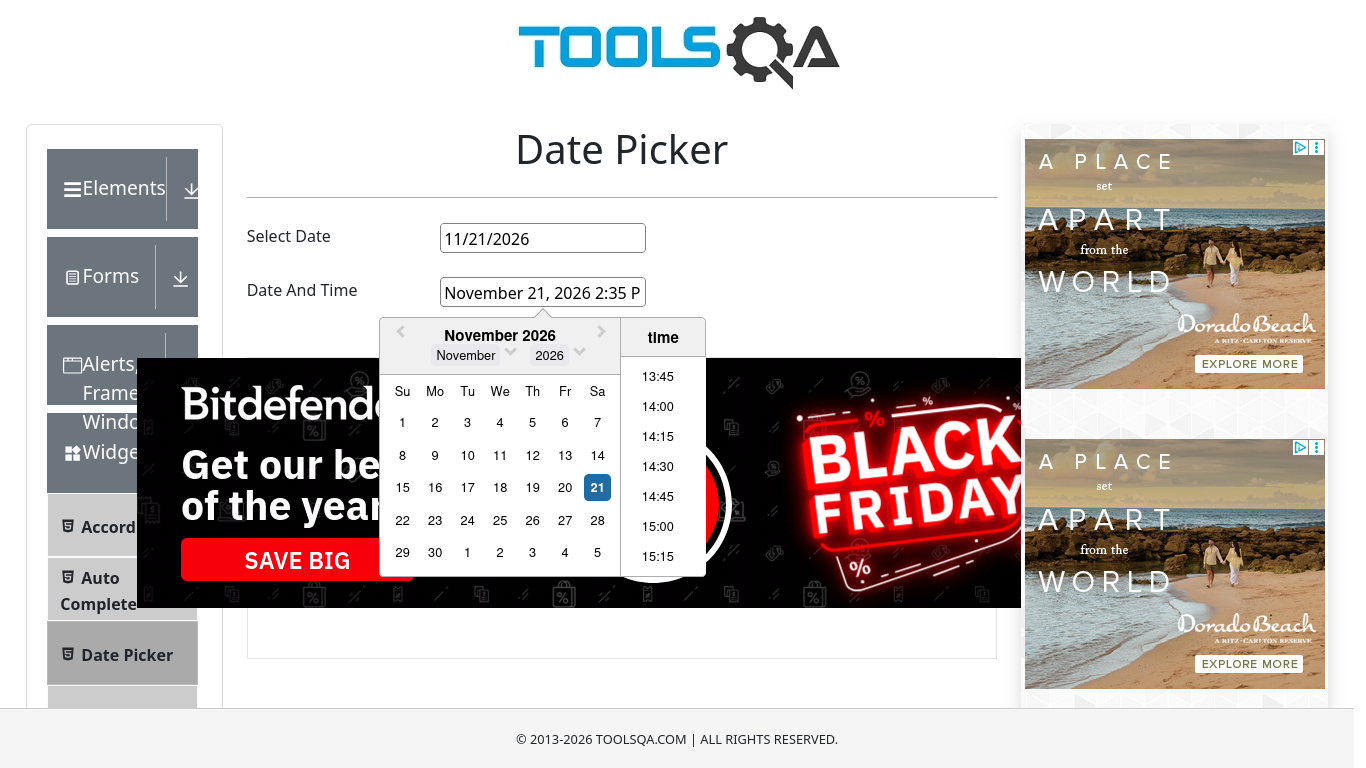 TOOLSQA
Date Picker
Elements
Forms
Alerts,
Frame
Windo
Widge
Accord
Auto
Complete
Date Picker
Select Date
11/21/2026
Date And Time
November 21, 2026 2:35 P
November 2026
November
2026
Su Mo Tu We Th Fr Sa
1 2 3 4 5 6 7
8 9 10 11 12 13 14
15 16 17 18 19 20 21
22 23 24 25 26 27 28
29 30 1 2 3 4 5
time
13:45
14:00
14:15
14:30
14:45
15:00
15:15
Bitdefende
Get our be
of the year
SAVE BIG
%
BLACK
FRIDAY
%
A PLACE
set
APART
from the
WORLD
Dorado Beach
A RITZ-CARLTON RESERVE
EXPLORE MORE
A PLACE
set
APART
from the
WORLD
Dorado Beach
A RITZ-CARLTON RESERVE
EXPLORE MORE
© 2013-2026 TOOLSQA.COM | ALL RIGHTS RESERVED.